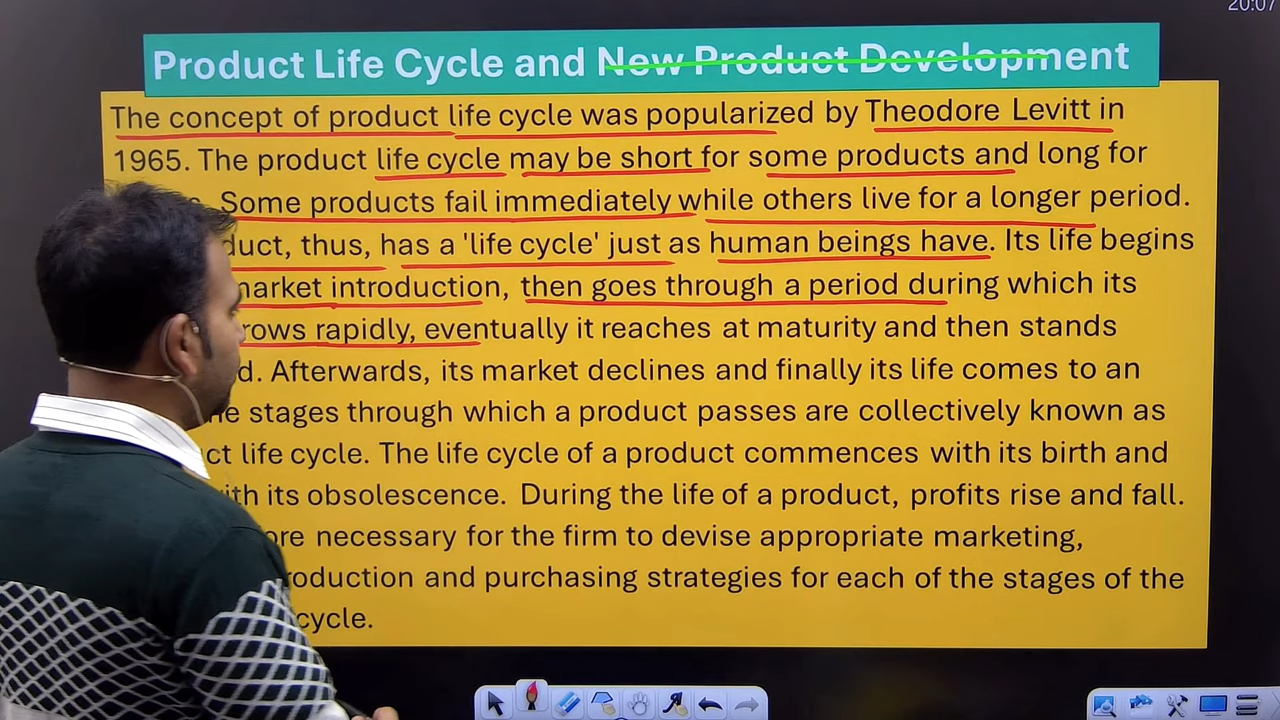 20:07
Product Life Cycle and New Product Development
The concept of product life cycle was popularized by Theodore Levitt in
1965. The product life cycle may be short for some products and long for
Some products fail immediately while others live for a longer period.
thus, has a 'life cycle' just as human beings have. Its life begins
market introduction, then goes through a period during which its
rapidly, eventually it reaches at maturity and then stands
Afterwards, its market declines and finally its life comes to an
stages through which a product passes are collectively known as
life cycle. The life cycle of a product commences with its birth and
with its obsolescence. During the life of a product, profits rise and fall.
necessary for the firm to devise appropriate marketing,
production and purchasing strategies for each of the stages of the
cycle.